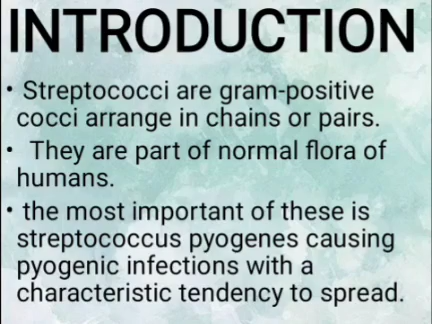 INTRODUCTION
• Streptococci are gram-positive
cocci arrange in chains or pairs.
• They are part of normal flora of
humans.
• the most important of these is
streptococcus pyogenes causing
pyogenic infections with a
characteristic tendency to spread.